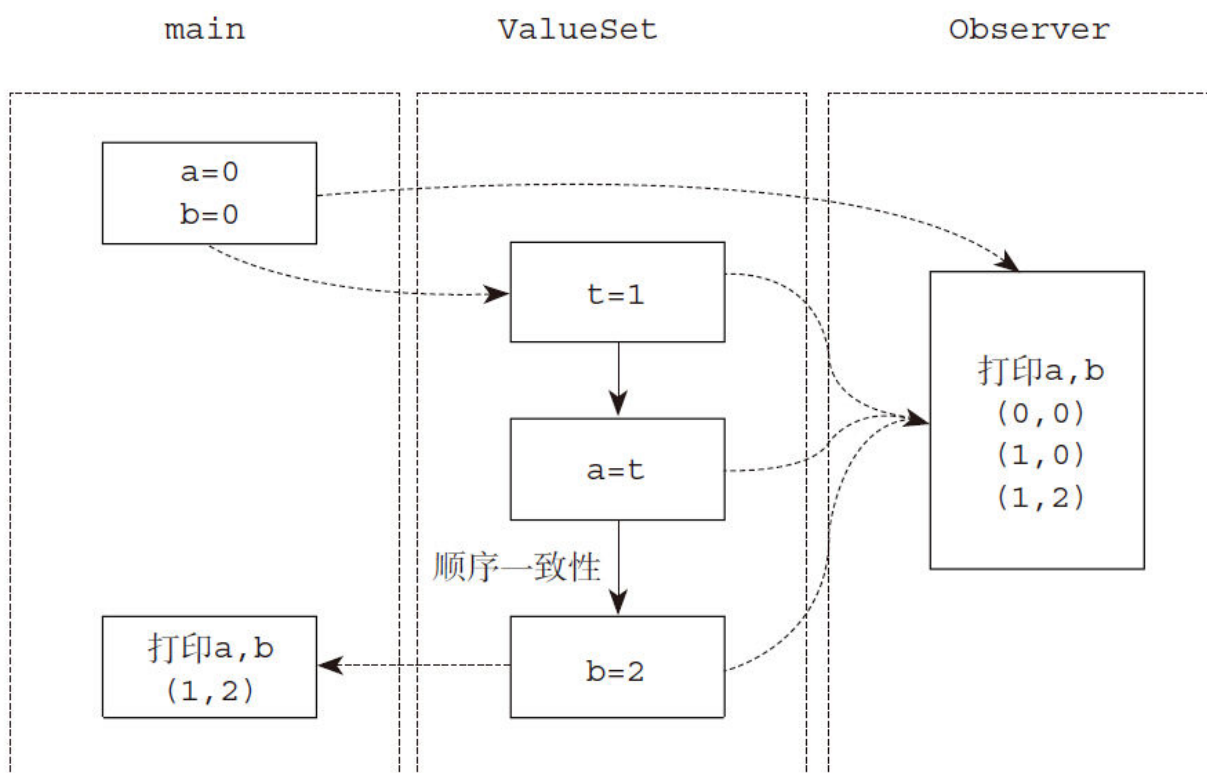 main
ValueSet
Observer
a=0
b=0
t=1
a=t
顺序一致性
b=2
打印a,b
(1,2)
打印a,b
(0,0)
(1,0)
(1,2)